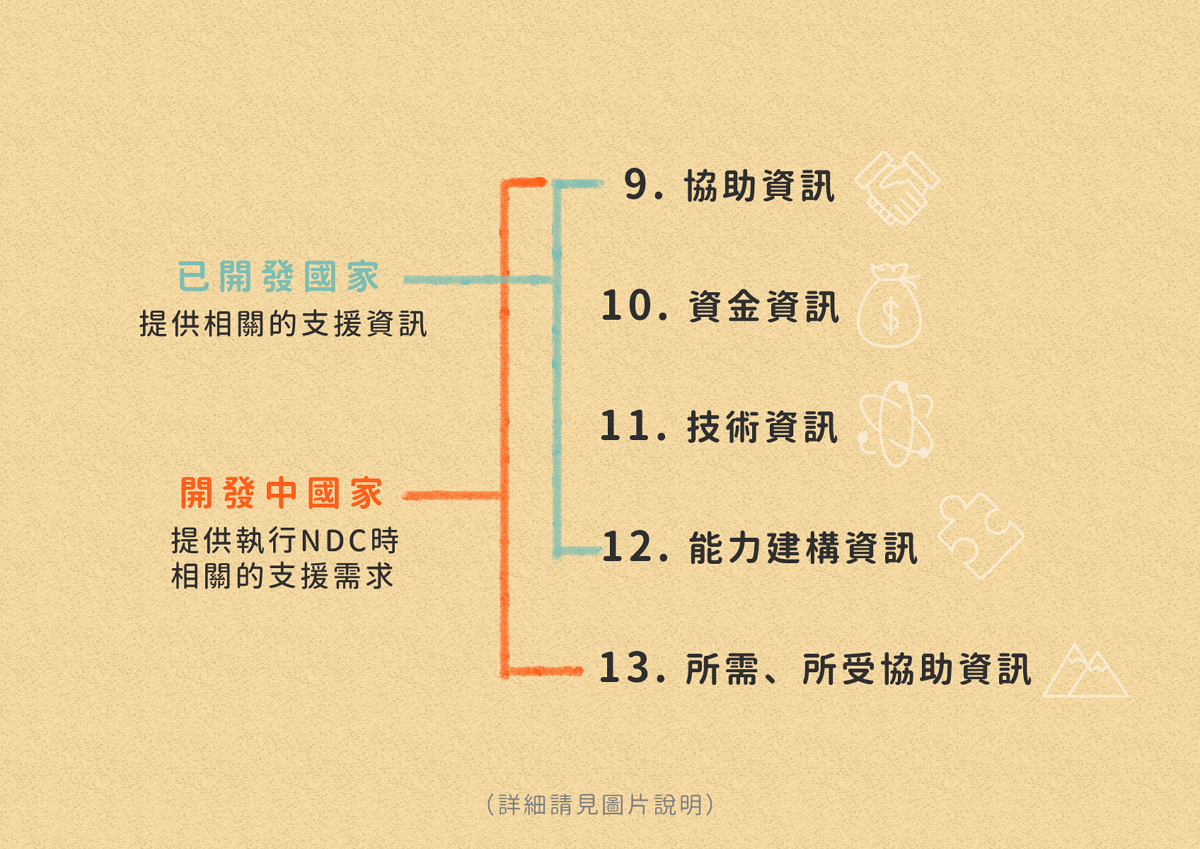 9. 協助資訊
已開發國家
提供相關的支援資訊
10. 資金資訊
11. 技術資訊
開發中國家
提供執行NDC時
相關的支援需求
12. 能力建構資訊
13. 所需、所受協助資訊
（詳細請見圖片說明）